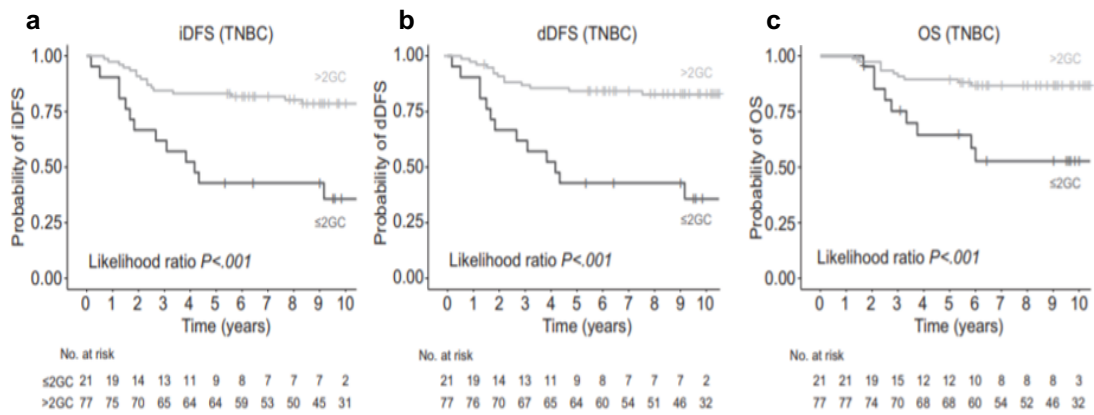 a
iDFS (TNBC)
1.00
0.75
0.50
0.25
0.00
Probability of iDFS
>2GC
≤2GC
Likelihood ratio P<.001
0 1 2 3 4 5 6 7 8 9 10
Time (years)
No. at risk
≤2GC 21 19 14 13 11 9 8 7 7 7 2
>2GC 77 75 70 65 64 64 59 53 50 45 31
b
dDFS (TNBC)
1.00
0.75
0.50
0.25
0.00
Probability of dDFS
>2GC
≤2GC
Likelihood ratio P<.001
0 1 2 3 4 5 6 7 8 9 10
Time (years)
No. at risk
21 19 14 13 11 9 8 7 7 7 2
77 76 70 67 65 64 60 54 51 46 32
c
OS (TNBC)
1.00
0.75
0.50
0.25
0.00
Probability of OS
>2GC
≤2GC
Likelihood ratio P<.001
0 1 2 3 4 5 6 7 8 9 10
Time (years)
No. at risk
21 21 19 15 12 12 10 8 8 8 3
77 77 74 70 68 68 60 58 52 46 32